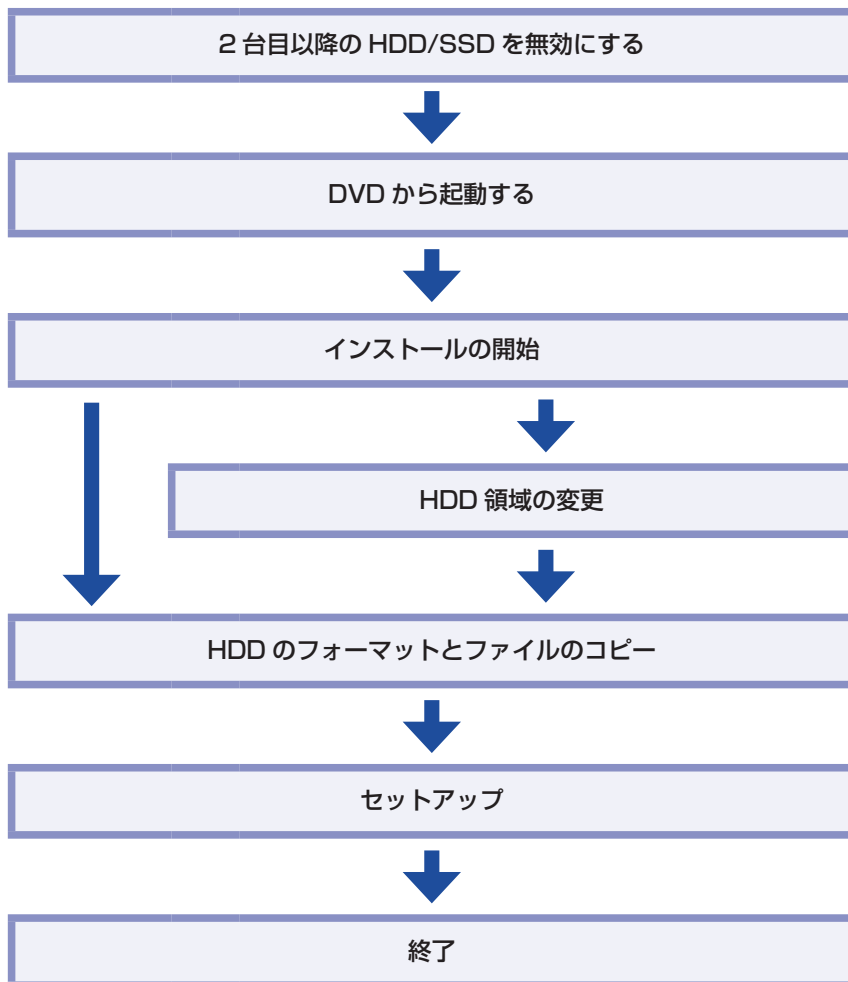 2台目以降の HDD/SSD を無効にする
DVD から起動する
インストールの開始
HDD 領域の変更
HDD のフォーマットとファイルのコピー
セットアップ
終了